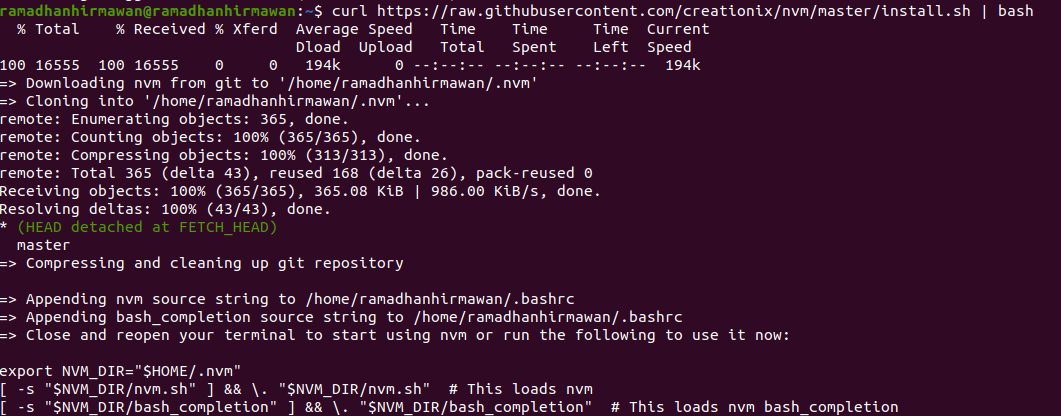 ramadhanhirmawan@ramadhanhirmawan:~$ curl https://raw.githubusercontent.com/creationix/nvm/master/install.sh | bash
  % Total    % Received % Xferd  Average Speed   Time    Time     Time  Current
                                 Dload  Upload   Total   Spent    Left  Speed
100 16555  100 16555    0     0   194k      0 --:--:-- --:--:-- --:--:--  194k
=> Downloading nvm from git to '/home/ramadhanhirmawan/.nvm'
=> Cloning into '/home/ramadhanhirmawan/.nvm'...
remote: Enumerating objects: 365, done.
remote: Counting objects: 100% (365/365), done.
remote: Compressing objects: 100% (313/313), done.
remote: Total 365 (delta 43), reused 168 (delta 26), pack-reused 0
Receiving objects: 100% (365/365), 365.08 KiB | 986.00 KiB/s, done.
Resolving deltas: 100% (43/43), done.
* (HEAD detached at FETCH_HEAD)
  master
=> Compressing and cleaning up git repository

=> Appending nvm source string to /home/ramadhanhirmawan/.bashrc
=> Appending bash_completion source string to /home/ramadhanhirmawan/.bashrc
=> Close and reopen your terminal to start using nvm or run the following to use it now:

export NVM_DIR="$HOME/.nvm"
[ -s "$NVM_DIR/nvm.sh" ] && \. "$NVM_DIR/nvm.sh"  # This loads nvm
[ -s "$NVM_DIR/bash_completion" ] && \. "$NVM_DIR/bash_completion"  # This loads nvm bash_completion